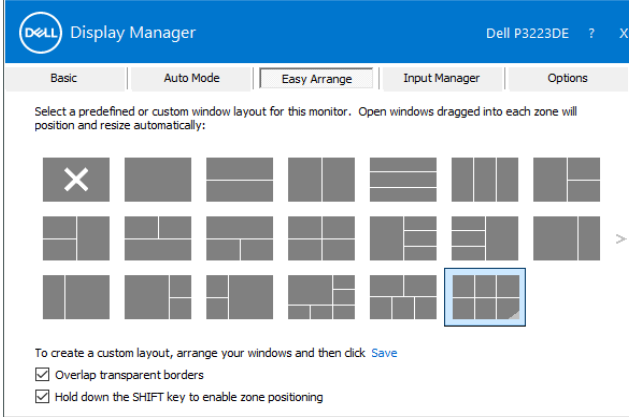 DELL Display Manager Dell P3223DE ? X
Basic Auto Mode Easy Arrange Input Manager Options
Select a predefined or custom window layout for this monitor. Open windows dragged into each zone will
position and resize automatically:
>
To create a custom layout, arrange your windows and then click Save
Overlap transparent borders
Hold down the SHIFT key to enable zone positioning